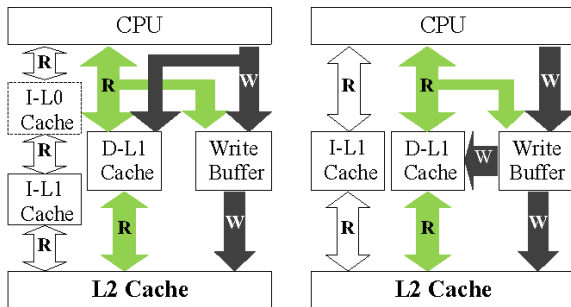 CPU
R
R
W
I-L0
Cache
R
D-L1
Cache
Write
Buffer
I-L1
Cache
R
R
W
L2 Cache
CPU
R
R
W
I-L1
Cache
D-L1
Cache
W
Write
Buffer
R
R
W
L2 Cache